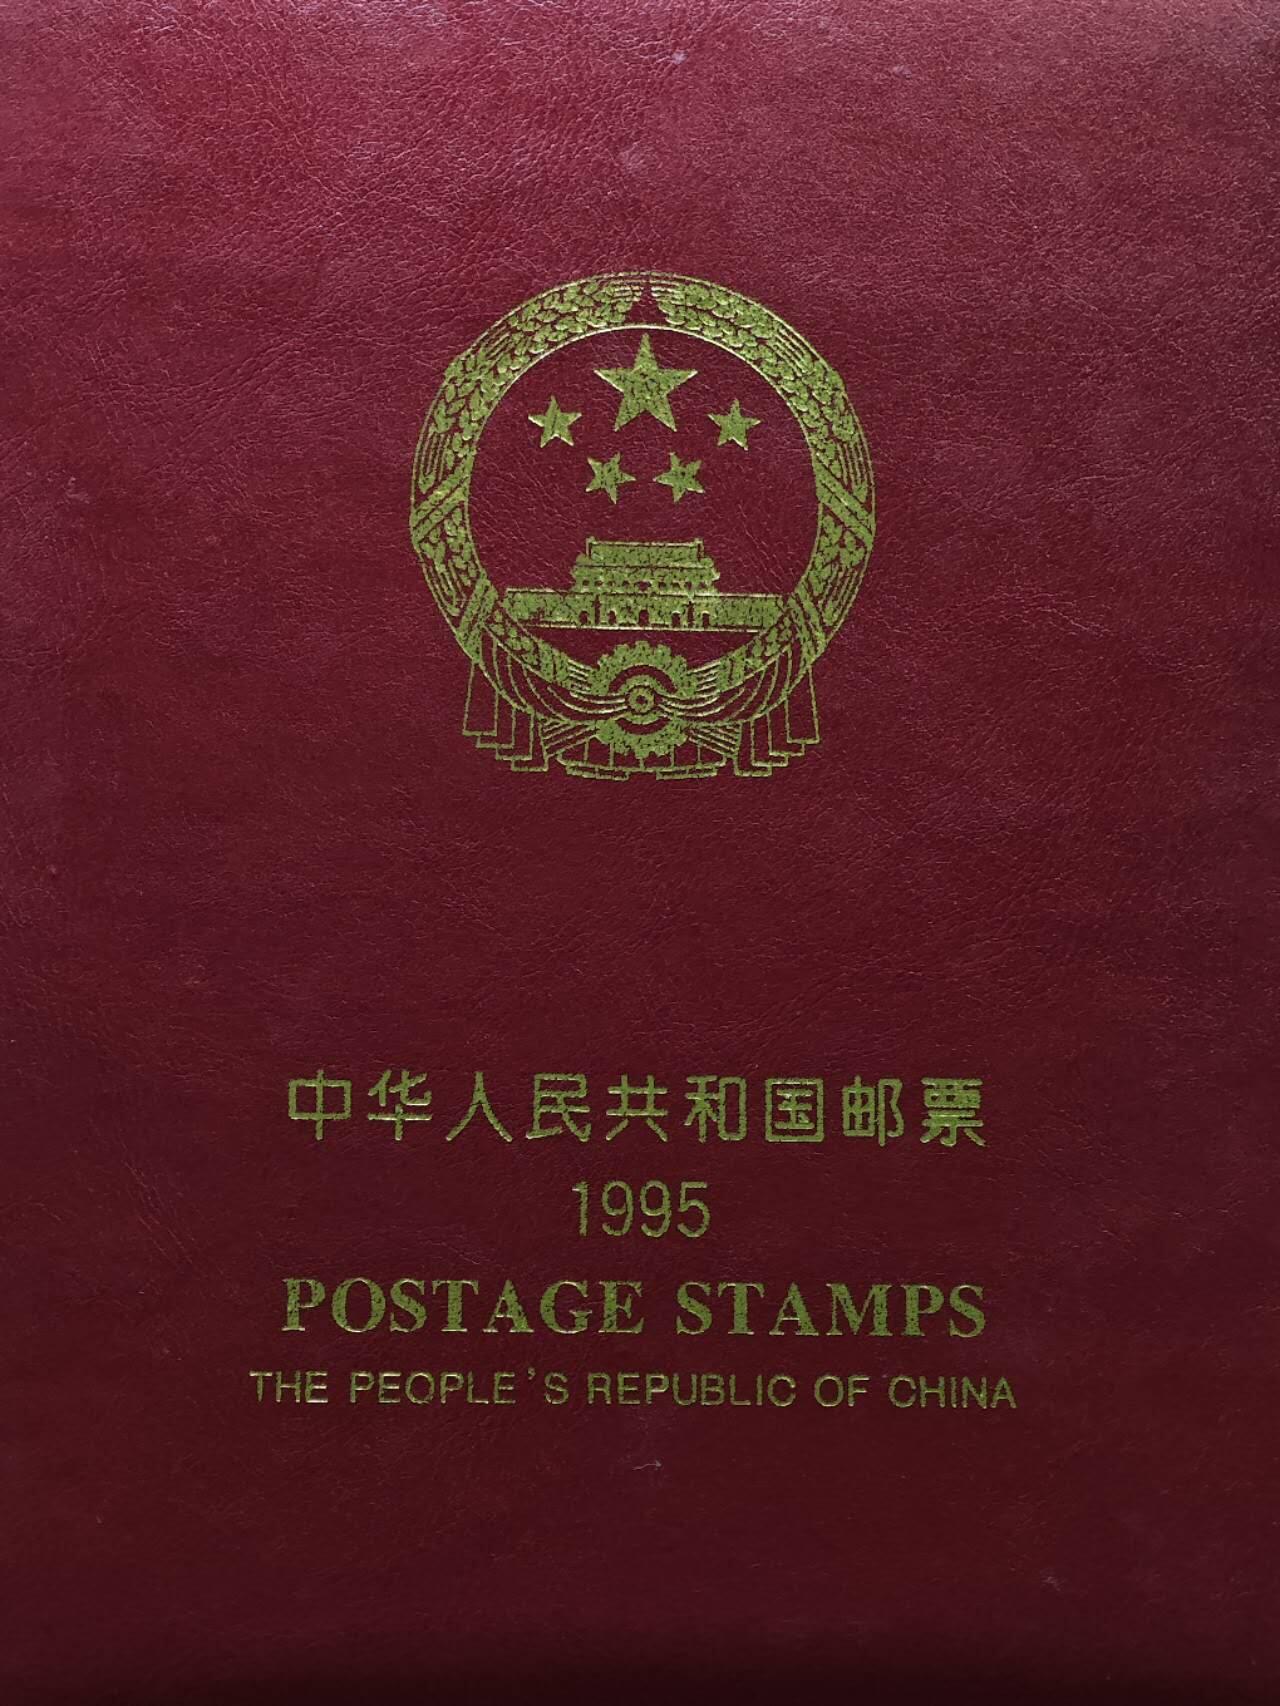 中华人民共和国邮票
1995
POSTAGE STAMPS
THE PEOPLE'S REPUBLIC OF CHINA